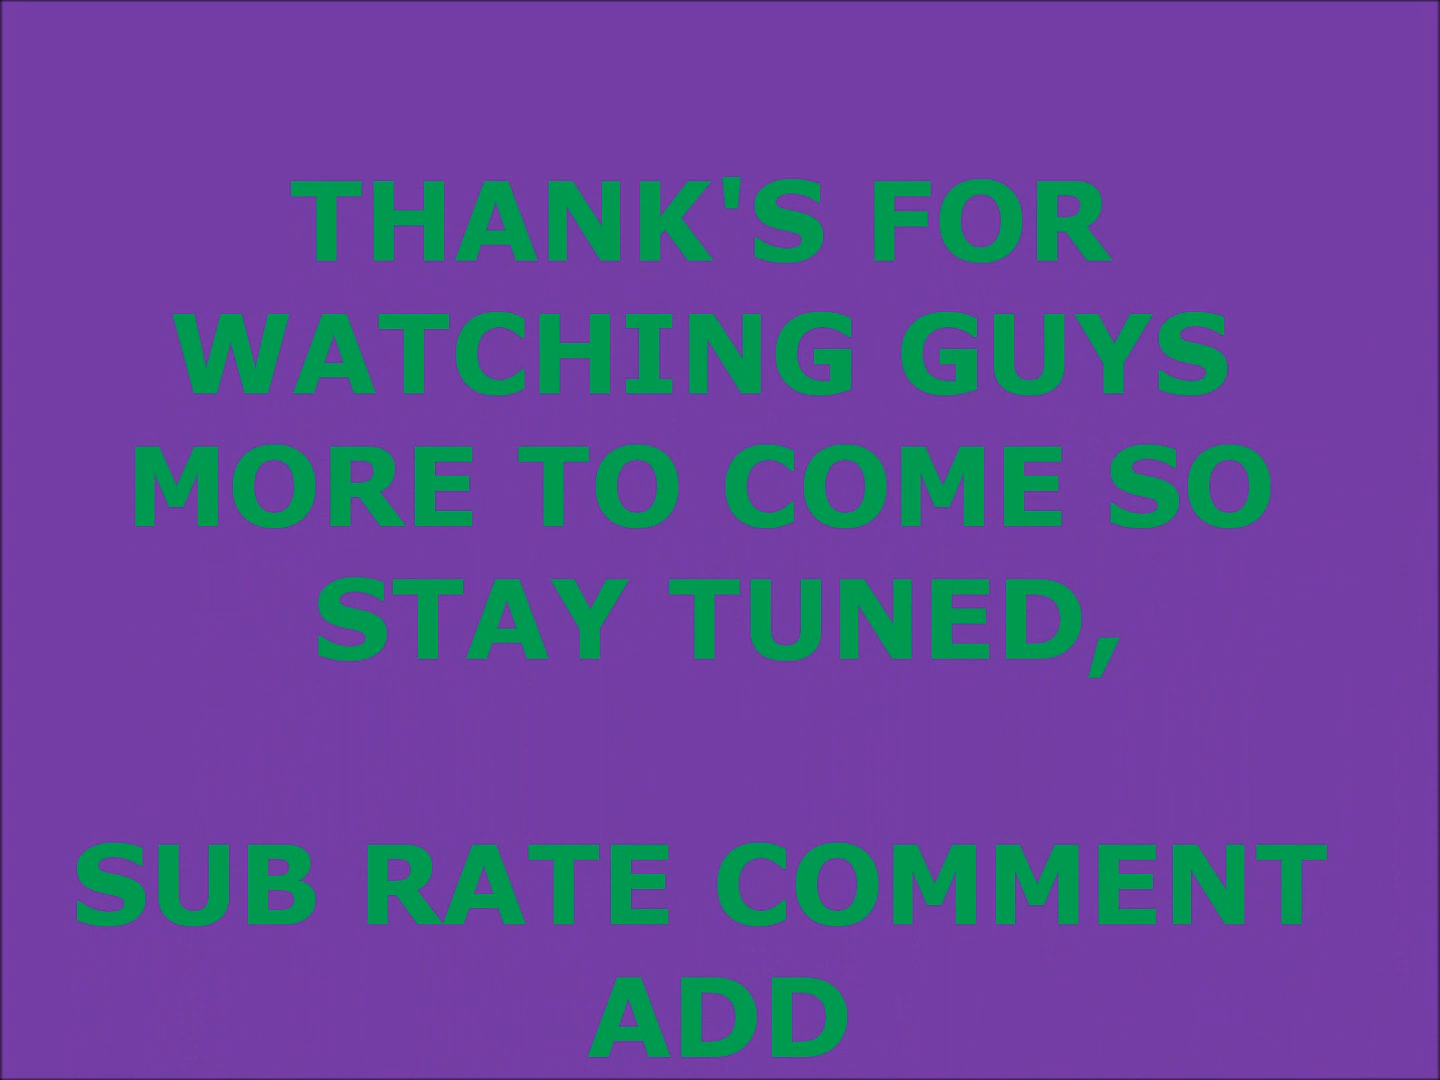 THANK'S FOR
WATCHING GUYS
MORE TO COME SO
STAY TUNED,
SUB RATE COMMENT
ADD